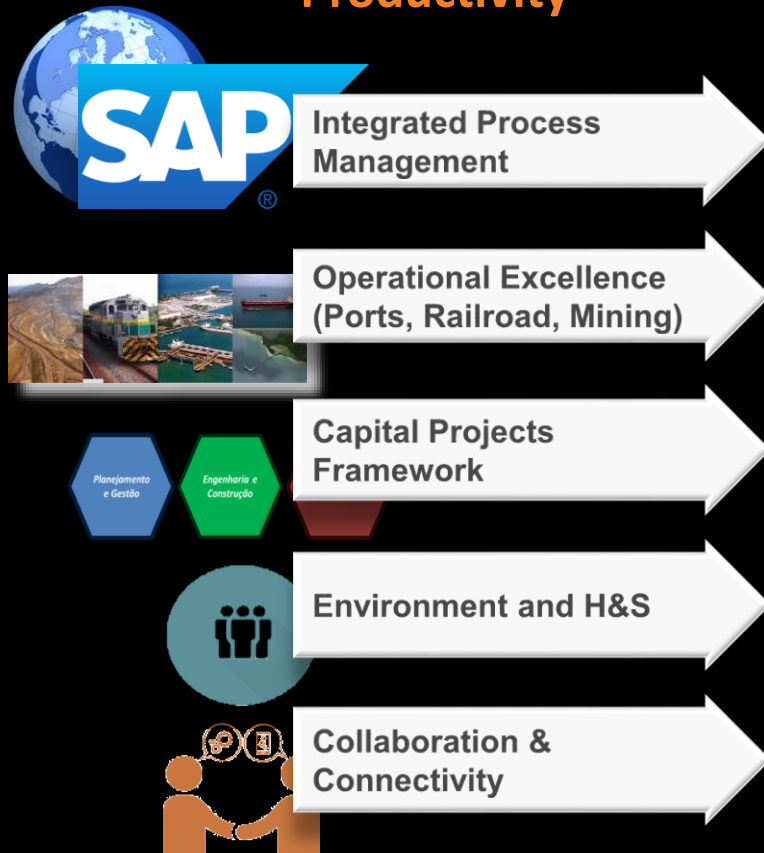 Productivity
SAP
®
Integrated Process
Management
Operational Excellence
(Ports, Railroad, Mining)
Planejamento
e Gestão
Engenharia e
Construção
Capital Projects
Framework
Environment and H&S
Collaboration &
Connectivity